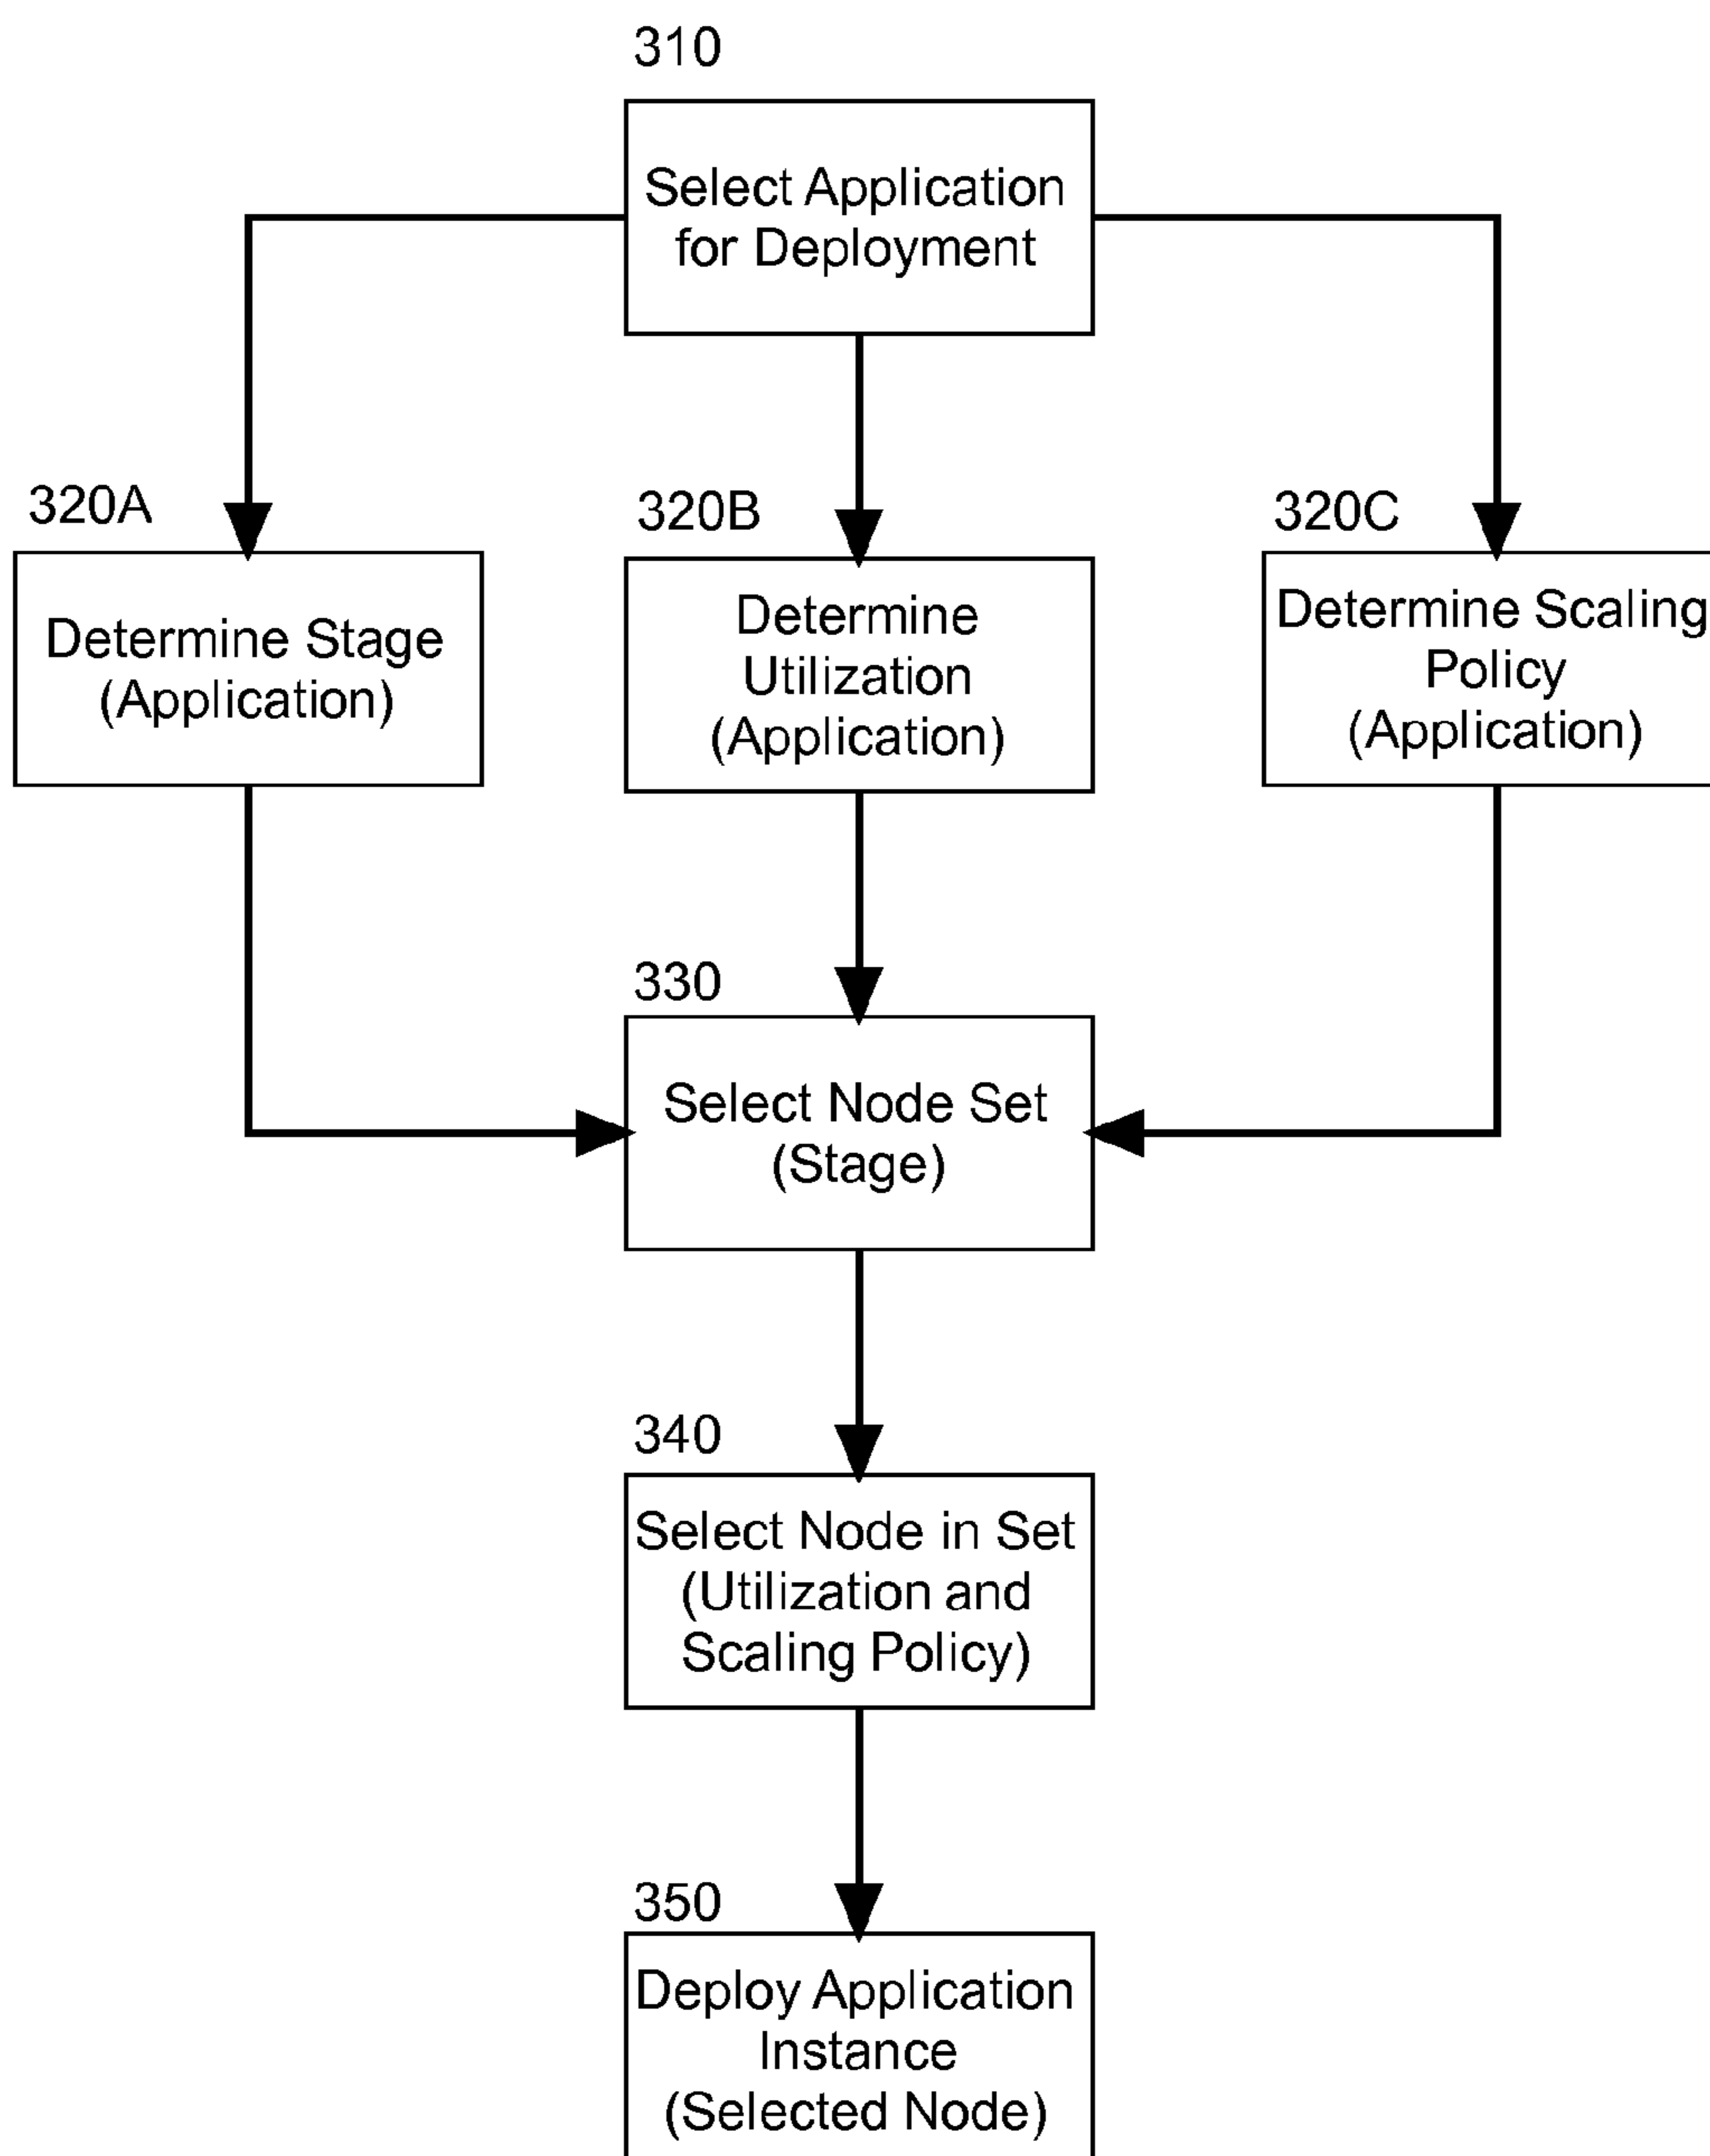 310
Select Application
for Deployment
320A
Determine Stage
(Application)
320B
Determine
Utilization
(Application)
320C
Determine Scaling
Policy
(Application)
330
Select Node Set
(Stage)
340
Select Node in Set
(Utilization and
Scaling Policy)
350
Deploy Application
Instance
(Selected Node)